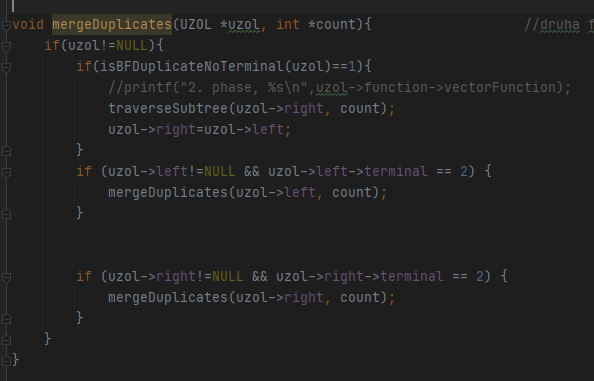 void mergeDuplicates(UZOL *uzol, int *count){ //druha f
if(uzol!=NULL){
if(isBFDuplicateNoTerminal(uzol)==1){
//printf("2. phase, %s\n",uzol->function->vectorFunction);
traverseSubtree(uzol->right, count);
uzol->right=uzol->left;
}
if (uzol->left!=NULL && uzol->left->terminal == 2) {
mergeDuplicates(uzol->left, count);
}
if (uzol->right!=NULL && uzol->right->terminal == 2) {
mergeDuplicates(uzol->right, count);
}
}
}